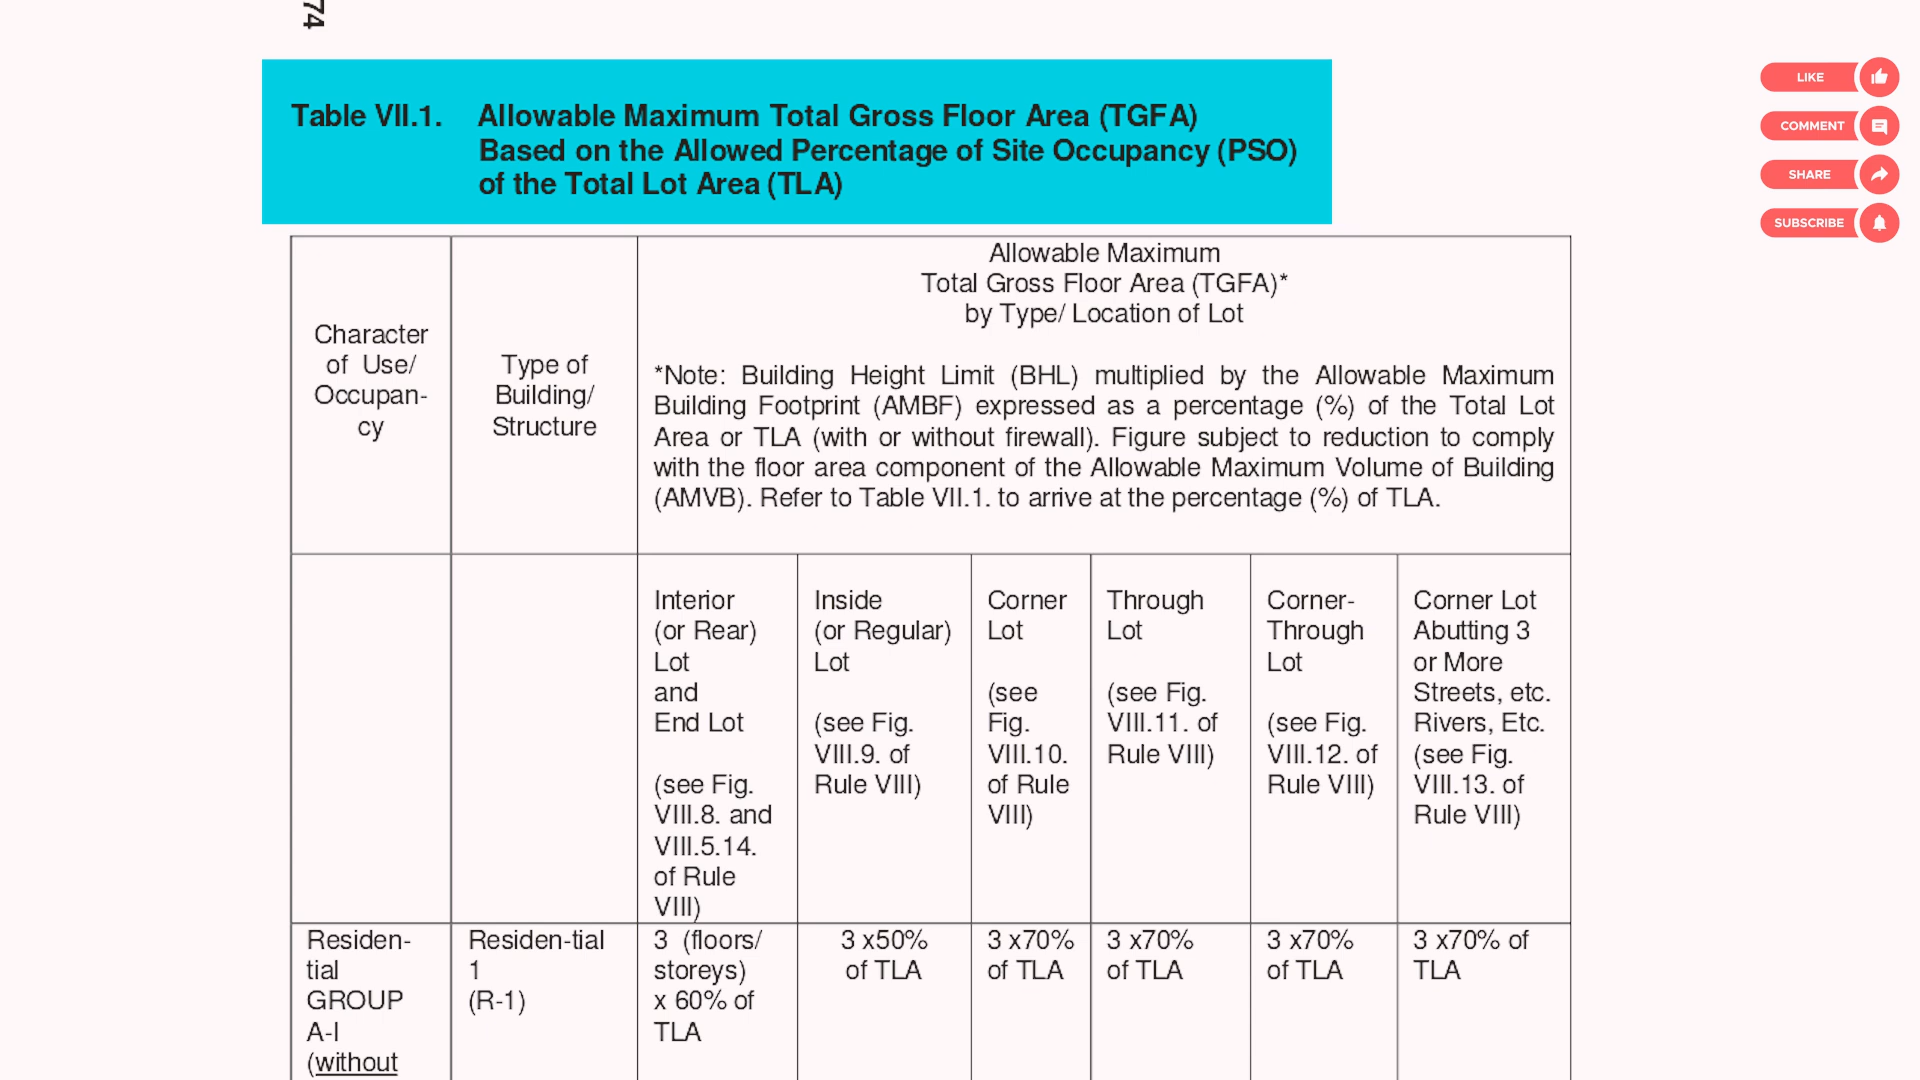 74
Table VII.1. Allowable Maximum Total Gross Floor Area (TGFA)
Based on the Allowed Percentage of Site Occupancy (PSO)
of the Total Lot Area (TLA)
LIKE
COMMENT
SHARE
SUBSCRIBE
Character
of Use/
Occupan-
cy
Type of
Building/
Structure
Allowable Maximum
Total Gross Floor Area (TGFA)*
by Type/ Location of Lot
*Note: Building Height Limit (BHL) multiplied by the Allowable Maximum
Building Footprint (AMBF) expressed as a percentage (%) of the Total Lot
Area or TLA (with or without firewall). Figure subject to reduction to comply
with the floor area component of the Allowable Maximum Volume of Building
(AMVB). Refer to Table VII.1. to arrive at the percentage (%) of TLA.
Interior
(or Rear)
Lot
and
End Lot
(see Fig.
VIII.8. and
VIII.5.14.
of Rule
VIII)
Inside
(or Regular)
Lot
(see Fig.
VIII.9. of
Rule VIII)
Corner
Lot
(see
Fig.
VIII.10.
of Rule
VIII)
Through
Lot
(see Fig.
VIII.11. of
Rule VIII)
Corner-
Through
Lot
(see Fig.
VIII.12. of
Rule VIII)
Corner Lot
Abutting 3
or More
Streets, etc.
Rivers, Etc.
(see Fig.
VIII.13. of
Rule VIII)
Residen-
tial
GROUP
A-I
(without
Residen-tial
1
(R-1)
3 (floors/
storeys)
x 60% of
TLA
3 x50%
of TLA
3 x70%
of TLA
3 x70%
of TLA
3 x70%
of TLA
3 x70% of
TLA